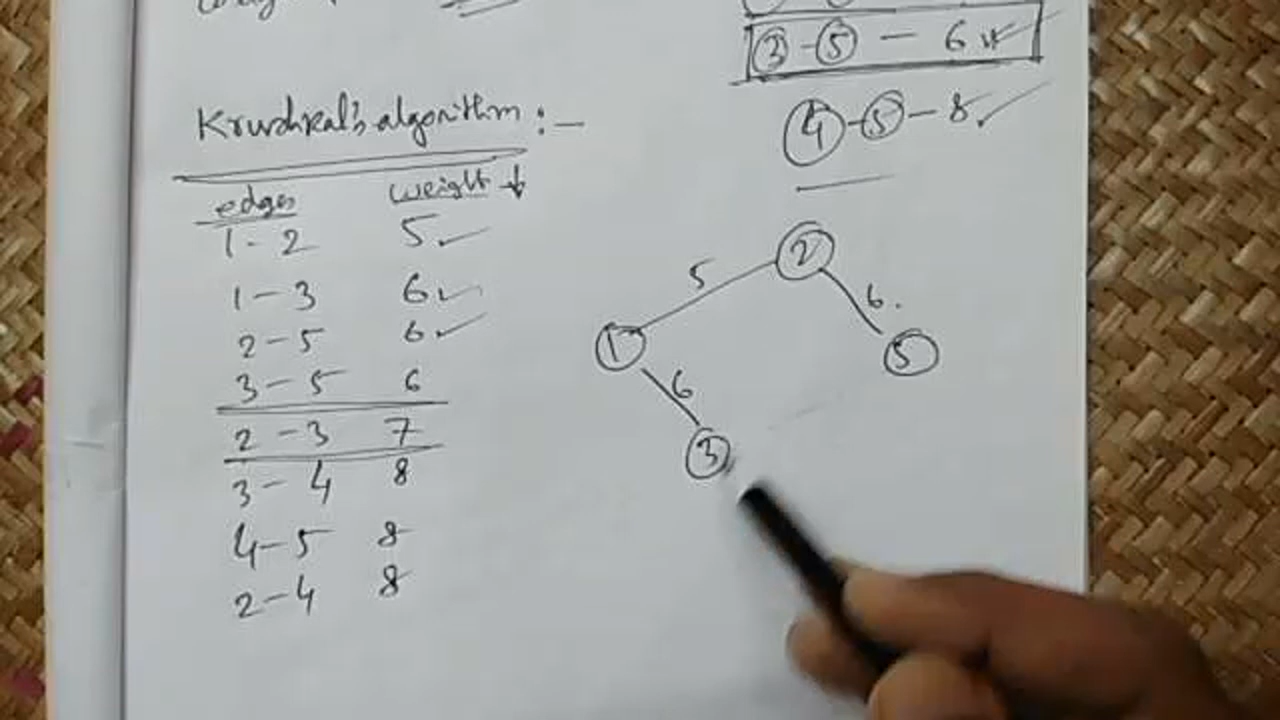 3 - 5 - 6
4 - 5 - 8
Krushkal's algorithm :-
edges weight ↓
1 - 2 5
1 - 3 6
2 - 5 6
3 - 5 6
2 - 3 7
3 - 4 8
4 - 5 8
2 - 4 8
2
5
6.
1
5
6
3